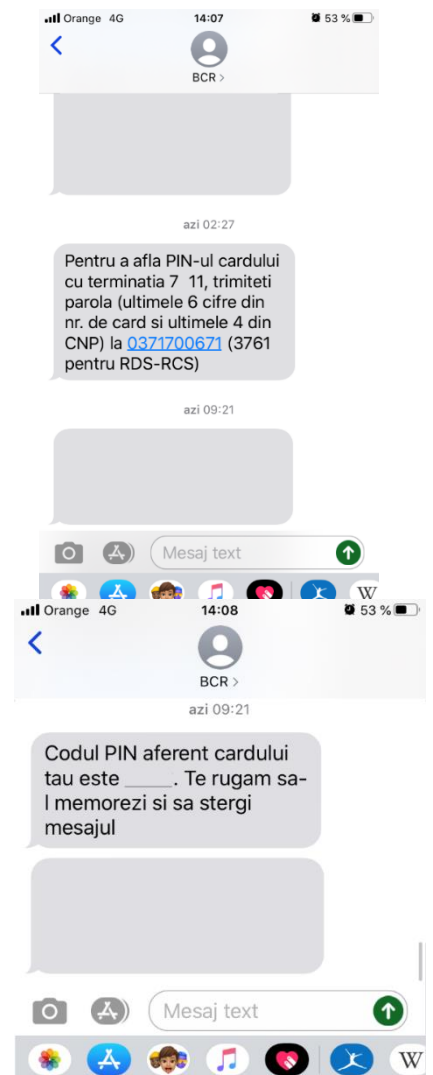 Orange 4G 14:07 53 %
BCR >
azi 02:27
Pentru a afla PIN-ul cardului
cu terminatia 7 11, trimiteti
parola (ultimele 6 cifre din
nr. de card si ultimele 4 din
CNP) la 0371700671 (3761
pentru RDS-RCS)
azi 09:21
Mesaj text
W
Orange 4G 14:08 53 %
BCR >
azi 09:21
Codul PIN aferent cardului
tau este ____. Te rugam sa-
l memorezi si sa stergi
mesajul
Mesaj text
W